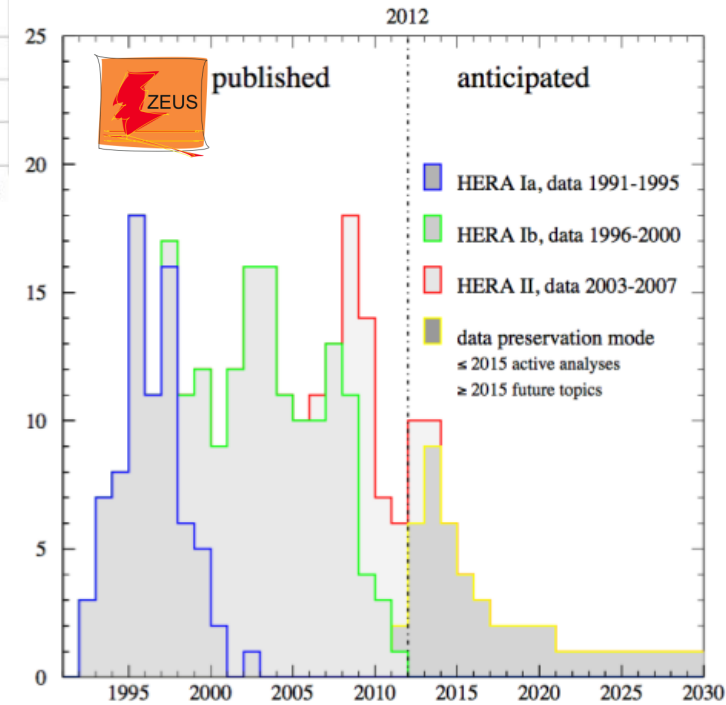 2012
25
20
15
10
5
0
ZEUS
published
anticipated
HERA Ia, data 1991-1995
HERA Ib, data 1996-2000
HERA II, data 2003-2007
data preservation mode
≤ 2015 active analyses
≥ 2015 future topics
1995 2000 2005 2010 2015 2020 2025 2030